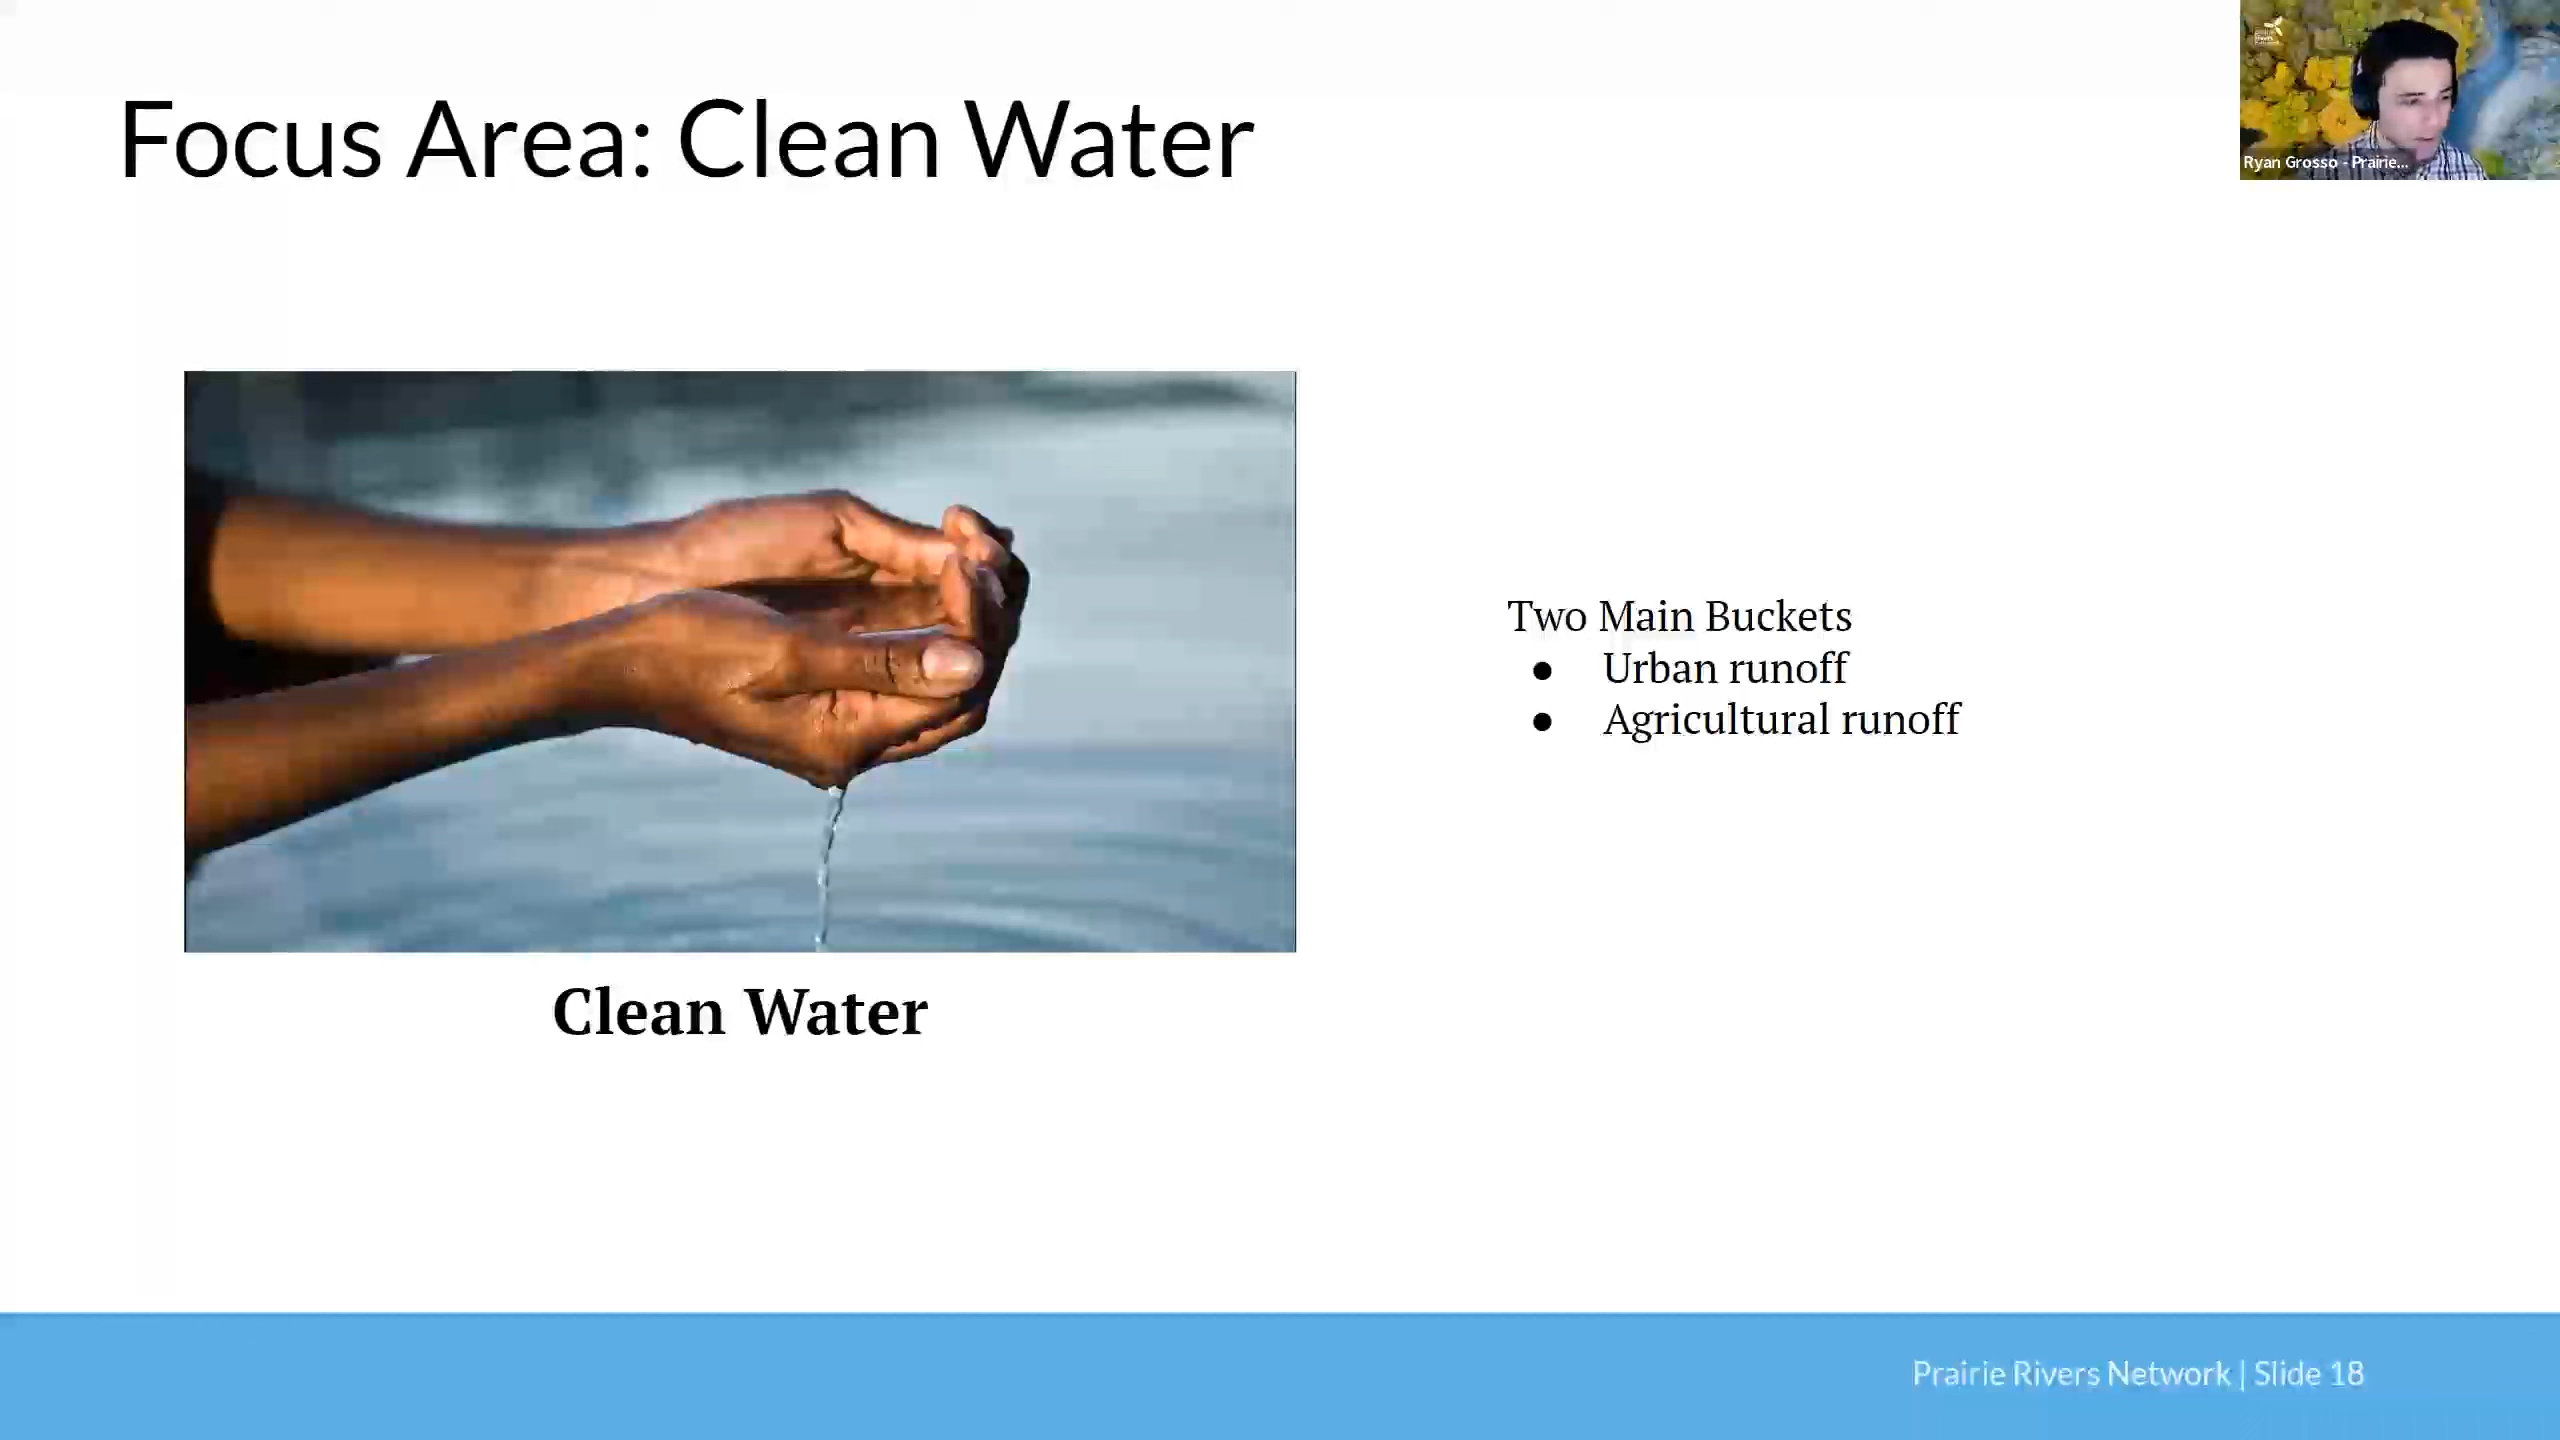 Focus Area: Clean Water
Ryan Grosso - Prairie...
Two Main Buckets
● Urban runoff
● Agricultural runoff
Clean Water
Prairie Rivers Network | Slide 18